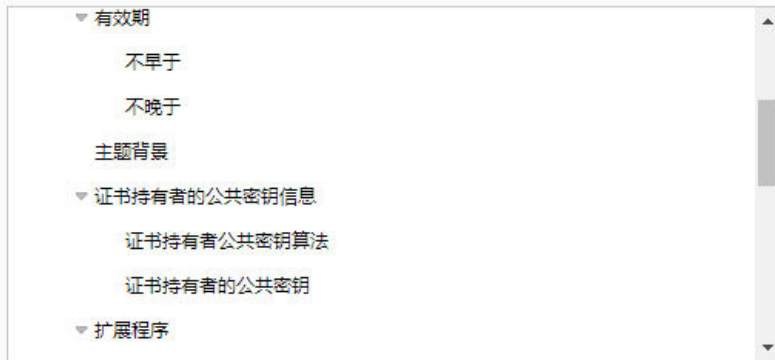 有效期
不早于
不晚于
主题背景
证书持有者的公共密钥信息
证书持有者公共密钥算法
证书持有者的公共密钥
扩展程序